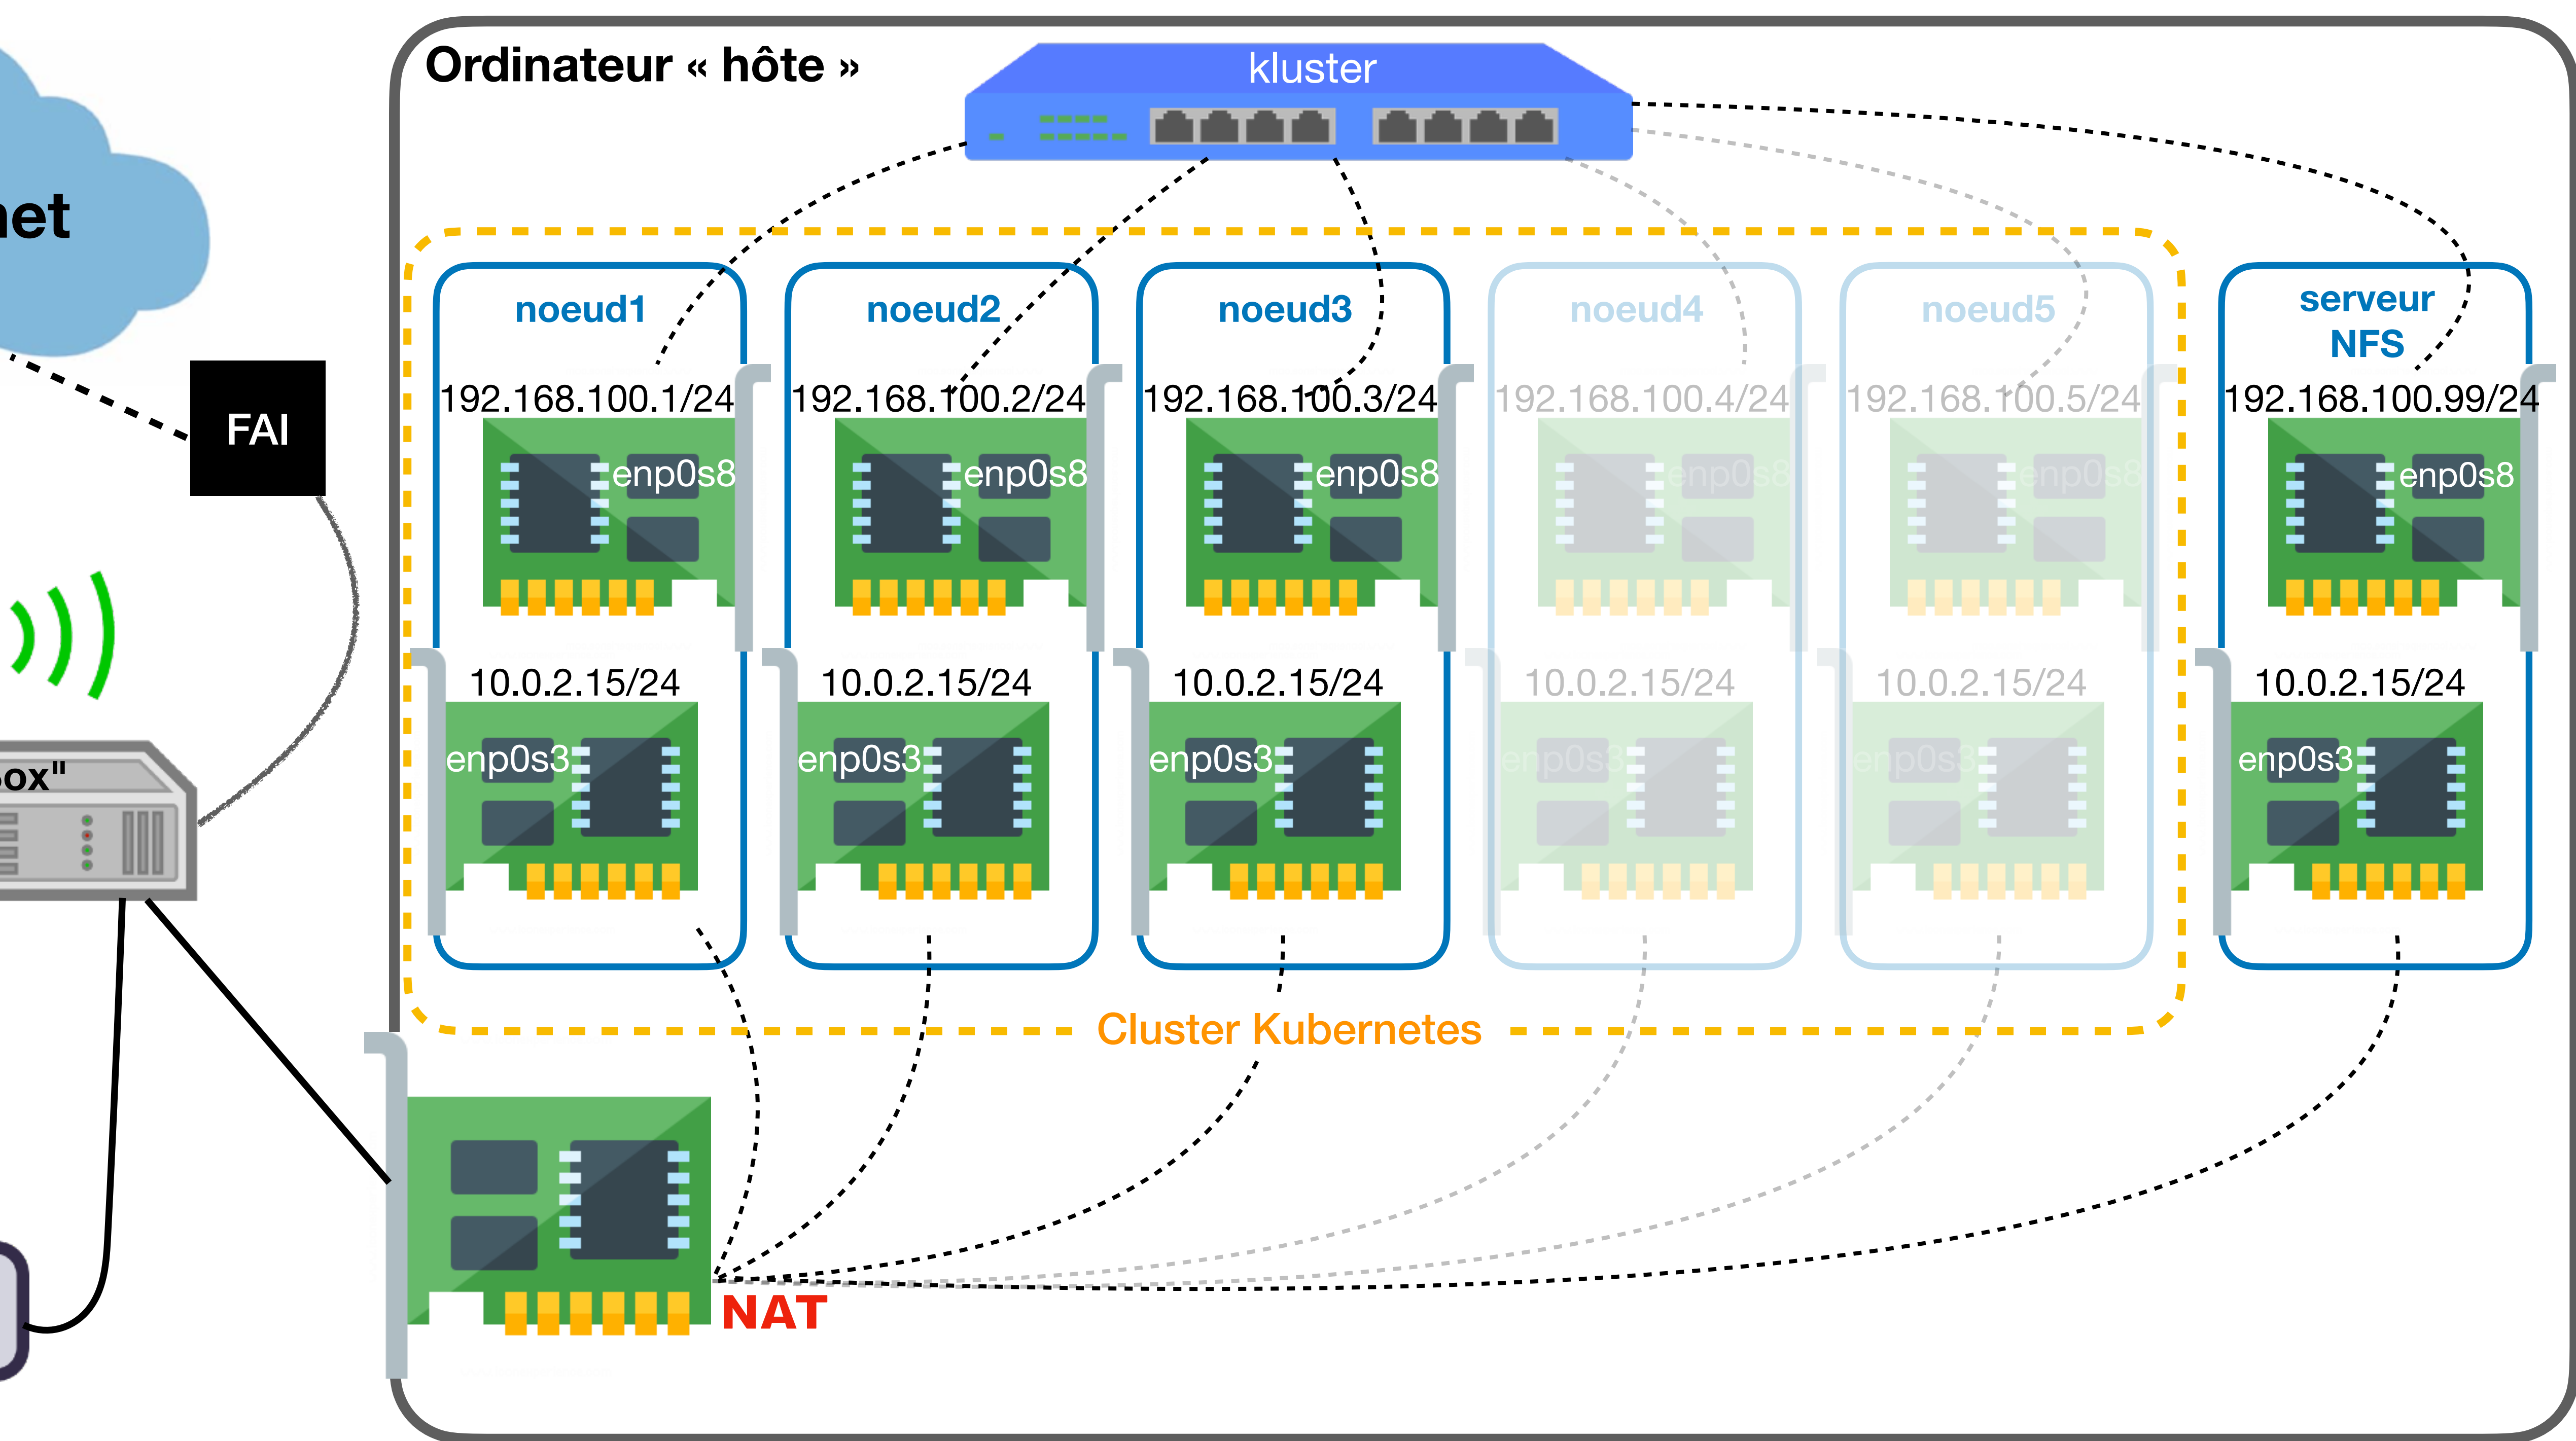 Ordinateur « hôte »
kluster
net
FAI
noeud1
noeud2
noeud3
noeud4
noeud5
serveur
NFS
192.168.100.1/24
192.168.100.2/24
192.168.100.3/24
192.168.100.4/24
192.168.100.5/24
192.168.100.99/24
enp0s8
enp0s8
enp0s8
enp0s8
enp0s8
enp0s8
10.0.2.15/24
10.0.2.15/24
10.0.2.15/24
10.0.2.15/24
10.0.2.15/24
10.0.2.15/24
enp0s3
enp0s3
enp0s3
enp0s3
enp0s3
enp0s3
ox"
Cluster Kubernetes
NAT